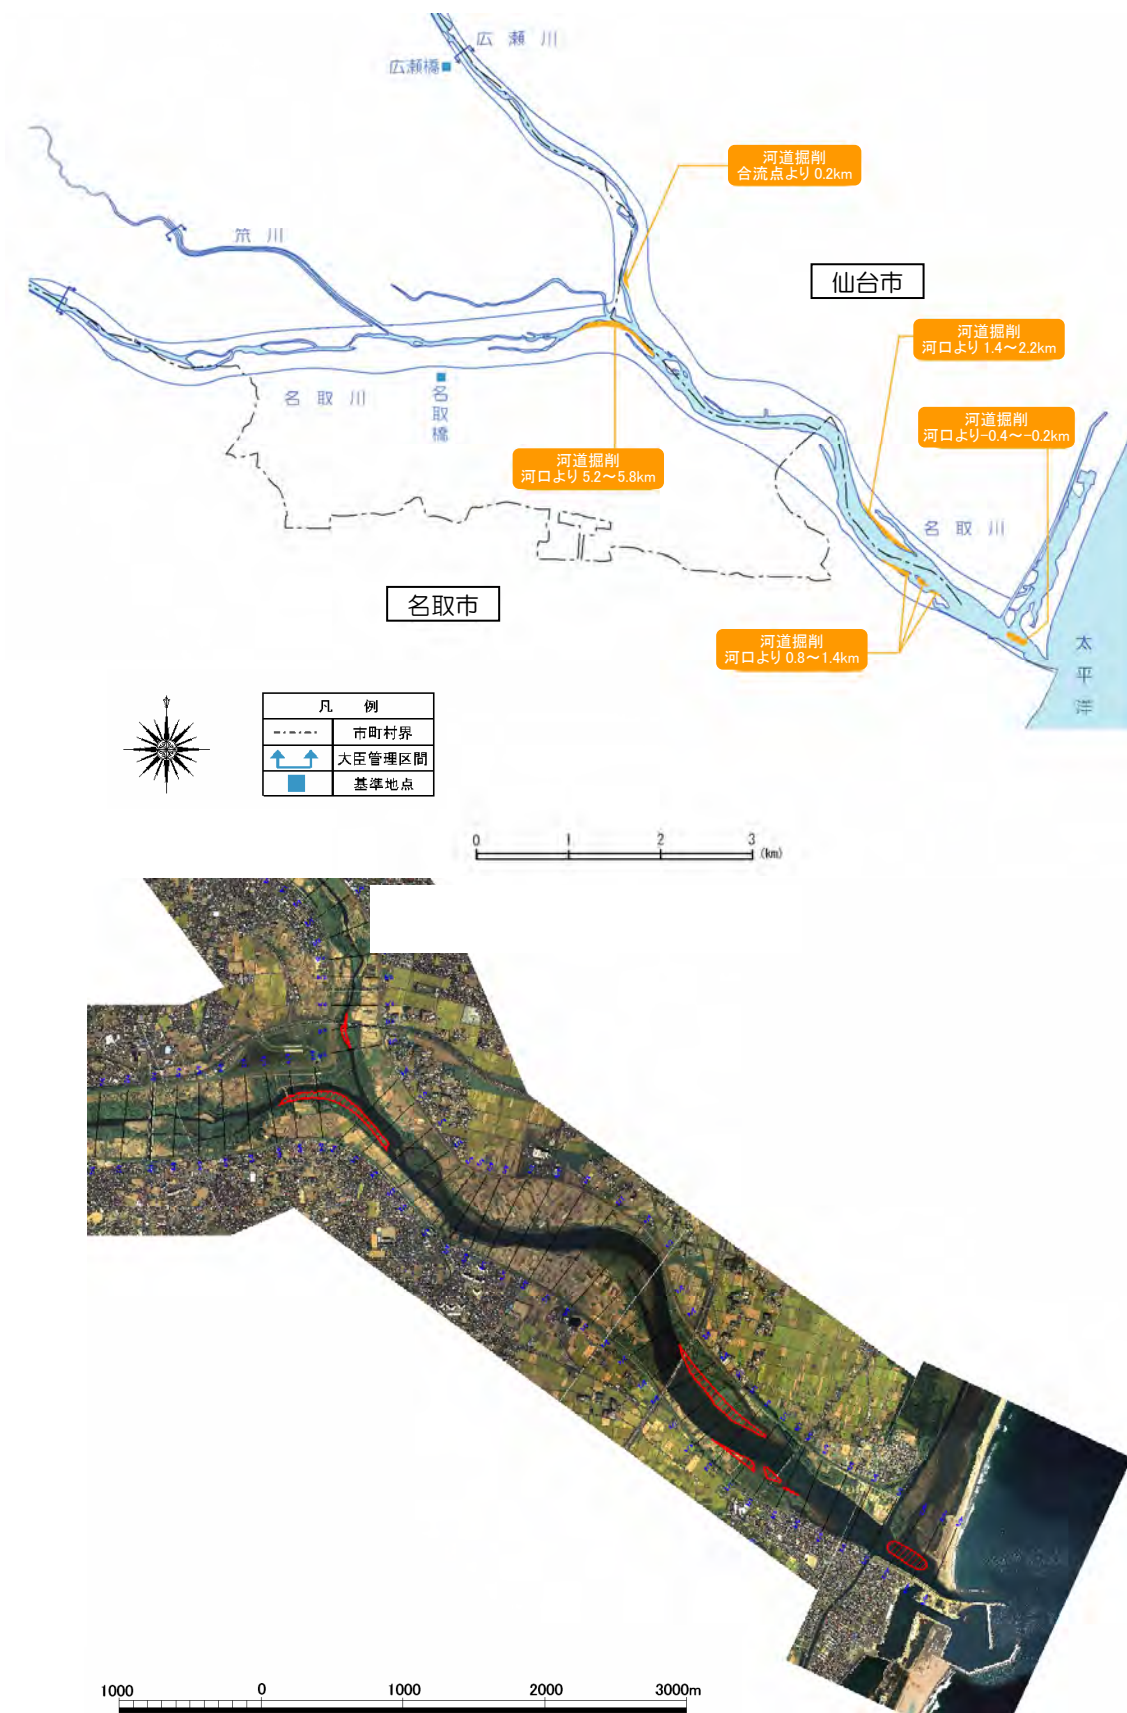 広瀬川
広瀬橋
河道掘削
合流点より 0.2km
笊川
仙台市
河道掘削
河口より 1.4～2.2km
名取川
名取橋
河道掘削
河口より-0.4～-0.2km
河道掘削
河口より 5.2～5.8km
名取川
名取市
河道掘削
河口より 0.8～1.4km
太平洋
凡例
市町村界
大臣管理区間
基準地点
0 1 2 3
(km)
1000 0 1000 2000 3000m